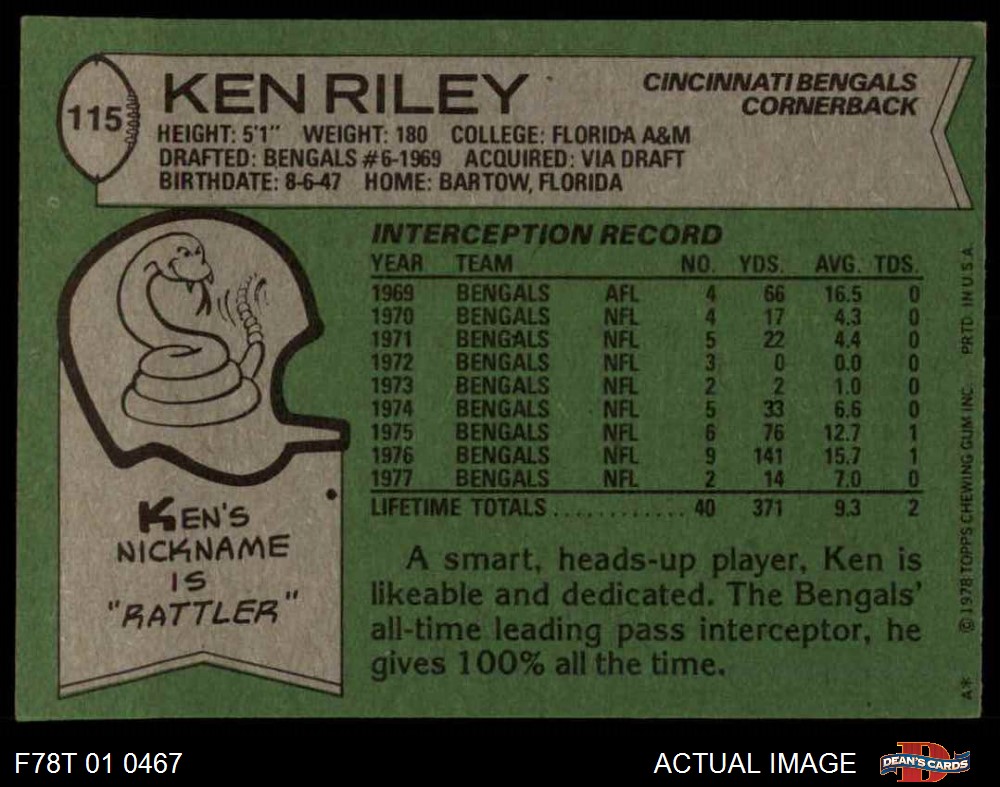 115
KEN RILEY
CINCINNATI BENGALS
CORNERBACK
HEIGHT: 5'1" WEIGHT: 180 COLLEGE: FLORIDA A&M
DRAFTED: BENGALS #6-1969 ACQUIRED: VIA DRAFT
BIRTHDATE: 8-6-47 HOME: BARTOW, FLORIDA
INTERCEPTION RECORD
YEAR TEAM NO. YDS. AVG. TDS.
1969 BENGALS AFL 4 66 16.5 0
1970 BENGALS NFL 4 17 4.3 0
1971 BENGALS NFL 5 22 4.4 0
1972 BENGALS NFL 3 0 0.0 0
1973 BENGALS NFL 2 2 1.0 0
1974 BENGALS NFL 5 33 6.6 0
1975 BENGALS NFL 6 76 12.7 1
1976 BENGALS NFL 9 141 15.7 1
1977 BENGALS NFL 2 14 7.0 0
LIFETIME TOTALS............ 40 371 9.3 2
KEN'S
NICKNAME
IS
"RATTLER"
A smart, heads-up player, Ken is
likeable and dedicated. The Bengals'
all-time leading pass interceptor, he
gives 100% all the time.
A* ©1978 TOPPS CHEWING GUM INC. PRTD. IN U.S.A.
F78T 01 0467
ACTUAL IMAGE
D
DEAN'S CARDS